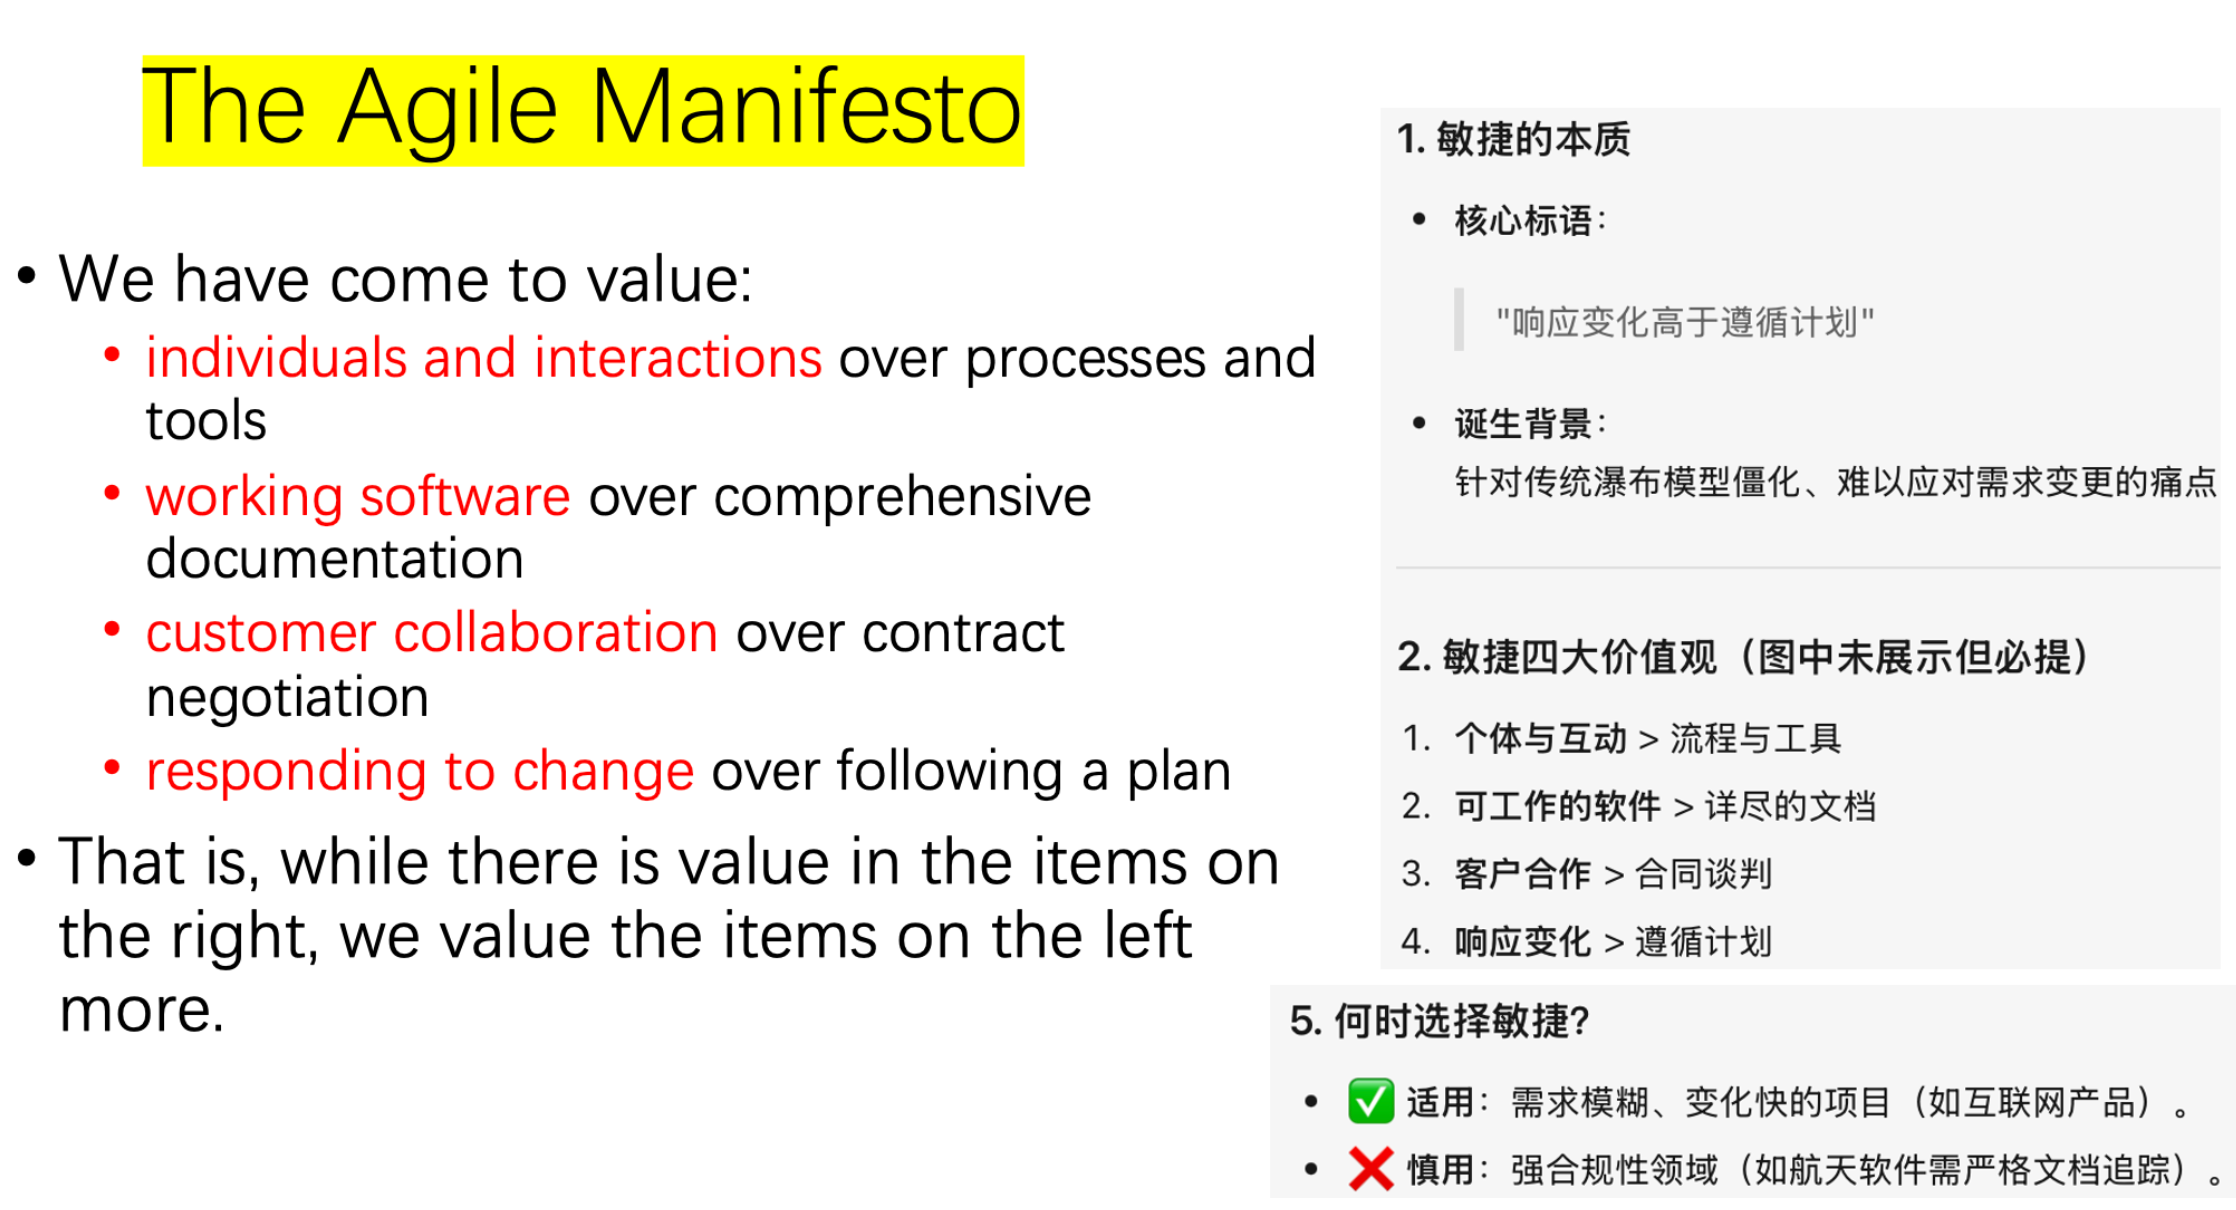 The Agile Manifesto
• We have come to value:
• individuals and interactions over processes and
tools
• working software over comprehensive
documentation
• customer collaboration over contract
negotiation
• responding to change over following a plan
• That is, while there is value in the items on
the right, we value the items on the left
more.
1. 敏捷的本质
• 核心标语：
"响应变化高于遵循计划"
• 诞生背景：
针对传统瀑布模型僵化、难以应对需求变更的痛点
2. 敏捷四大价值观（图中未展示但必提）
1. 个体与互动 > 流程与工具
2. 可工作的软件 > 详尽的文档
3. 客户合作 > 合同谈判
4. 响应变化 > 遵循计划
5. 何时选择敏捷?
• ✅ 适用：需求模糊、变化快的项目（如互联网产品）。
• ❌ 慎用：强合规性领域（如航天软件需严格文档追踪）。